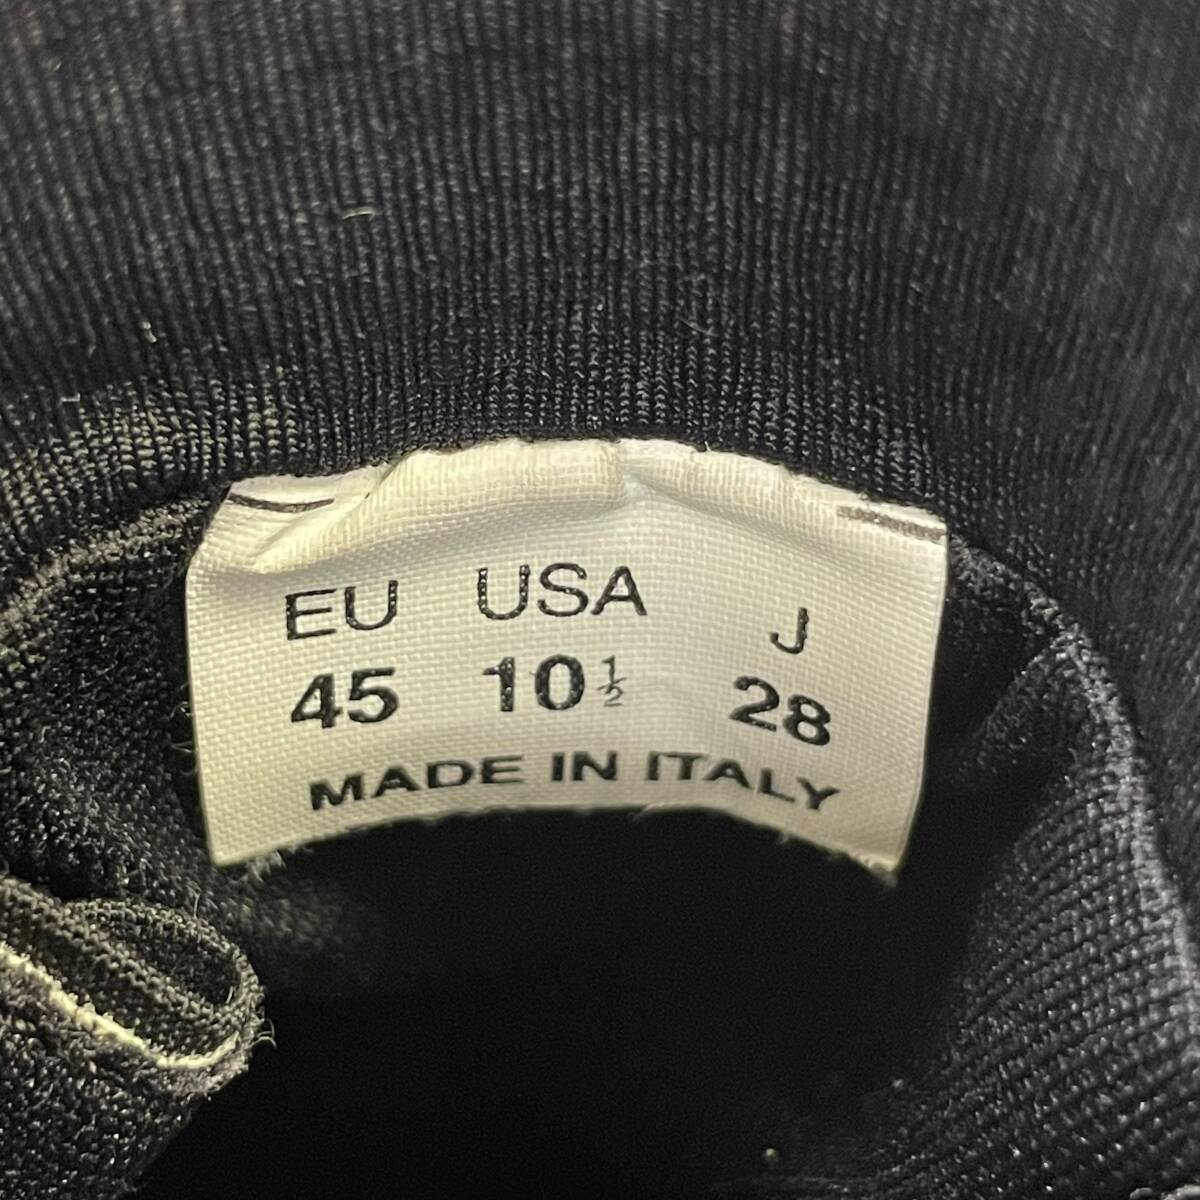 EU USA J
45 10½ 28
MADE IN ITALY